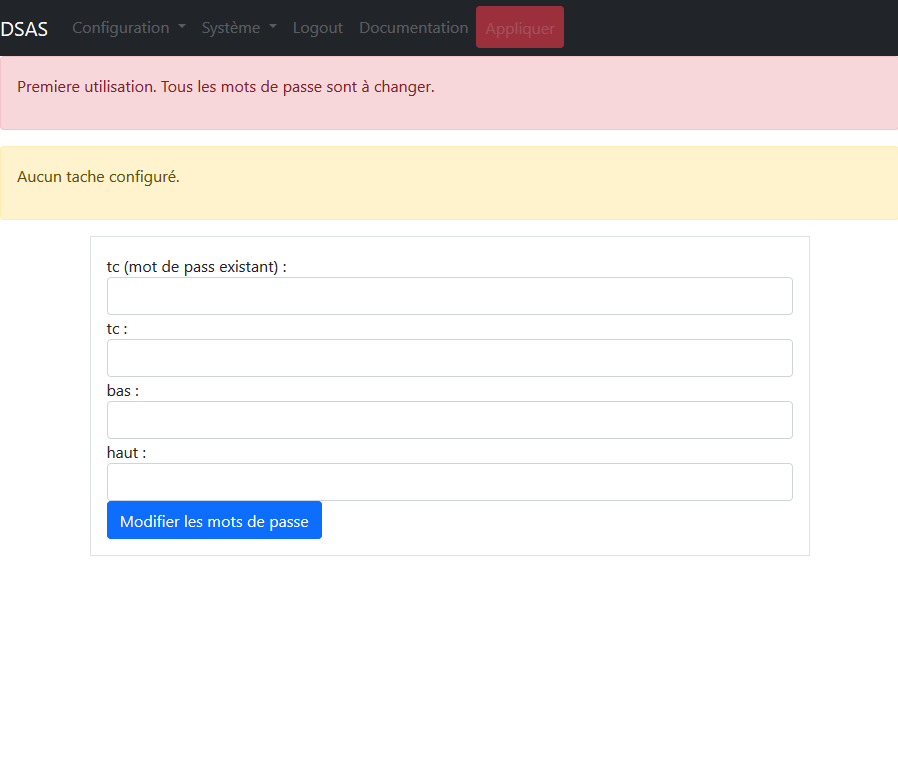 DSAS Configuration Système Logout Documentation Appliquer
Premiere utilisation. Tous les mots de passe sont à changer.
Aucun tache configuré.
tc (mot de pass existant) :
tc :
bas :
haut :
Modifier les mots de passe